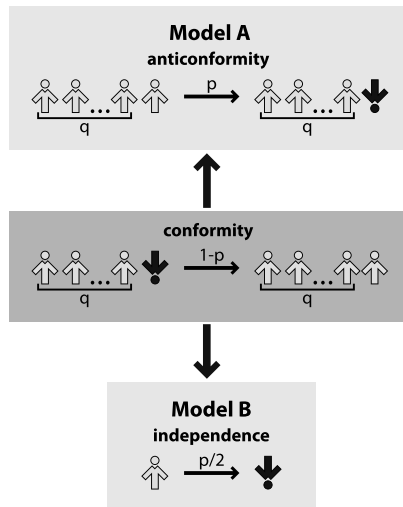 Model A
anticonformity
... p ...
q q
conformity
... 1-p ...
q q
Model B
independence
p/2